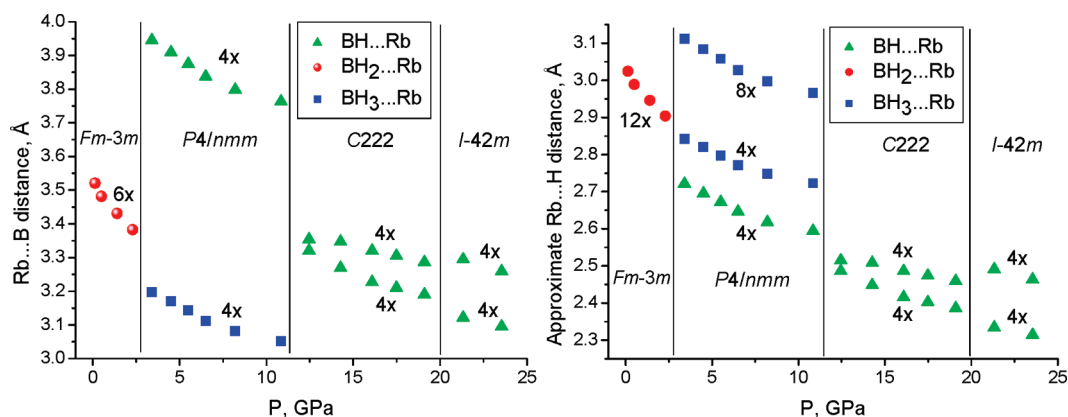 Rb...B distance, Å
4.0
3.9
3.8
3.7
3.6
3.5
3.4
3.3
3.2
3.1
3.0
0
5
10
15
20
25
P, GPa
Fm-3m
P4/nmm
C222
I-42m
BH...Rb
BH2...Rb
BH3...Rb
4x
6x
4x
4x
4x
4x
4x
Approximate Rb...H distance, Å
3.1
3.0
2.9
2.8
2.7
2.6
2.5
2.4
2.3
0
5
10
15
20
25
P, GPa
Fm-3m
P4/nmm
C222
I-42m
BH...Rb
BH2...Rb
BH3...Rb
12x
8x
4x
4x
4x
4x
4x
4x